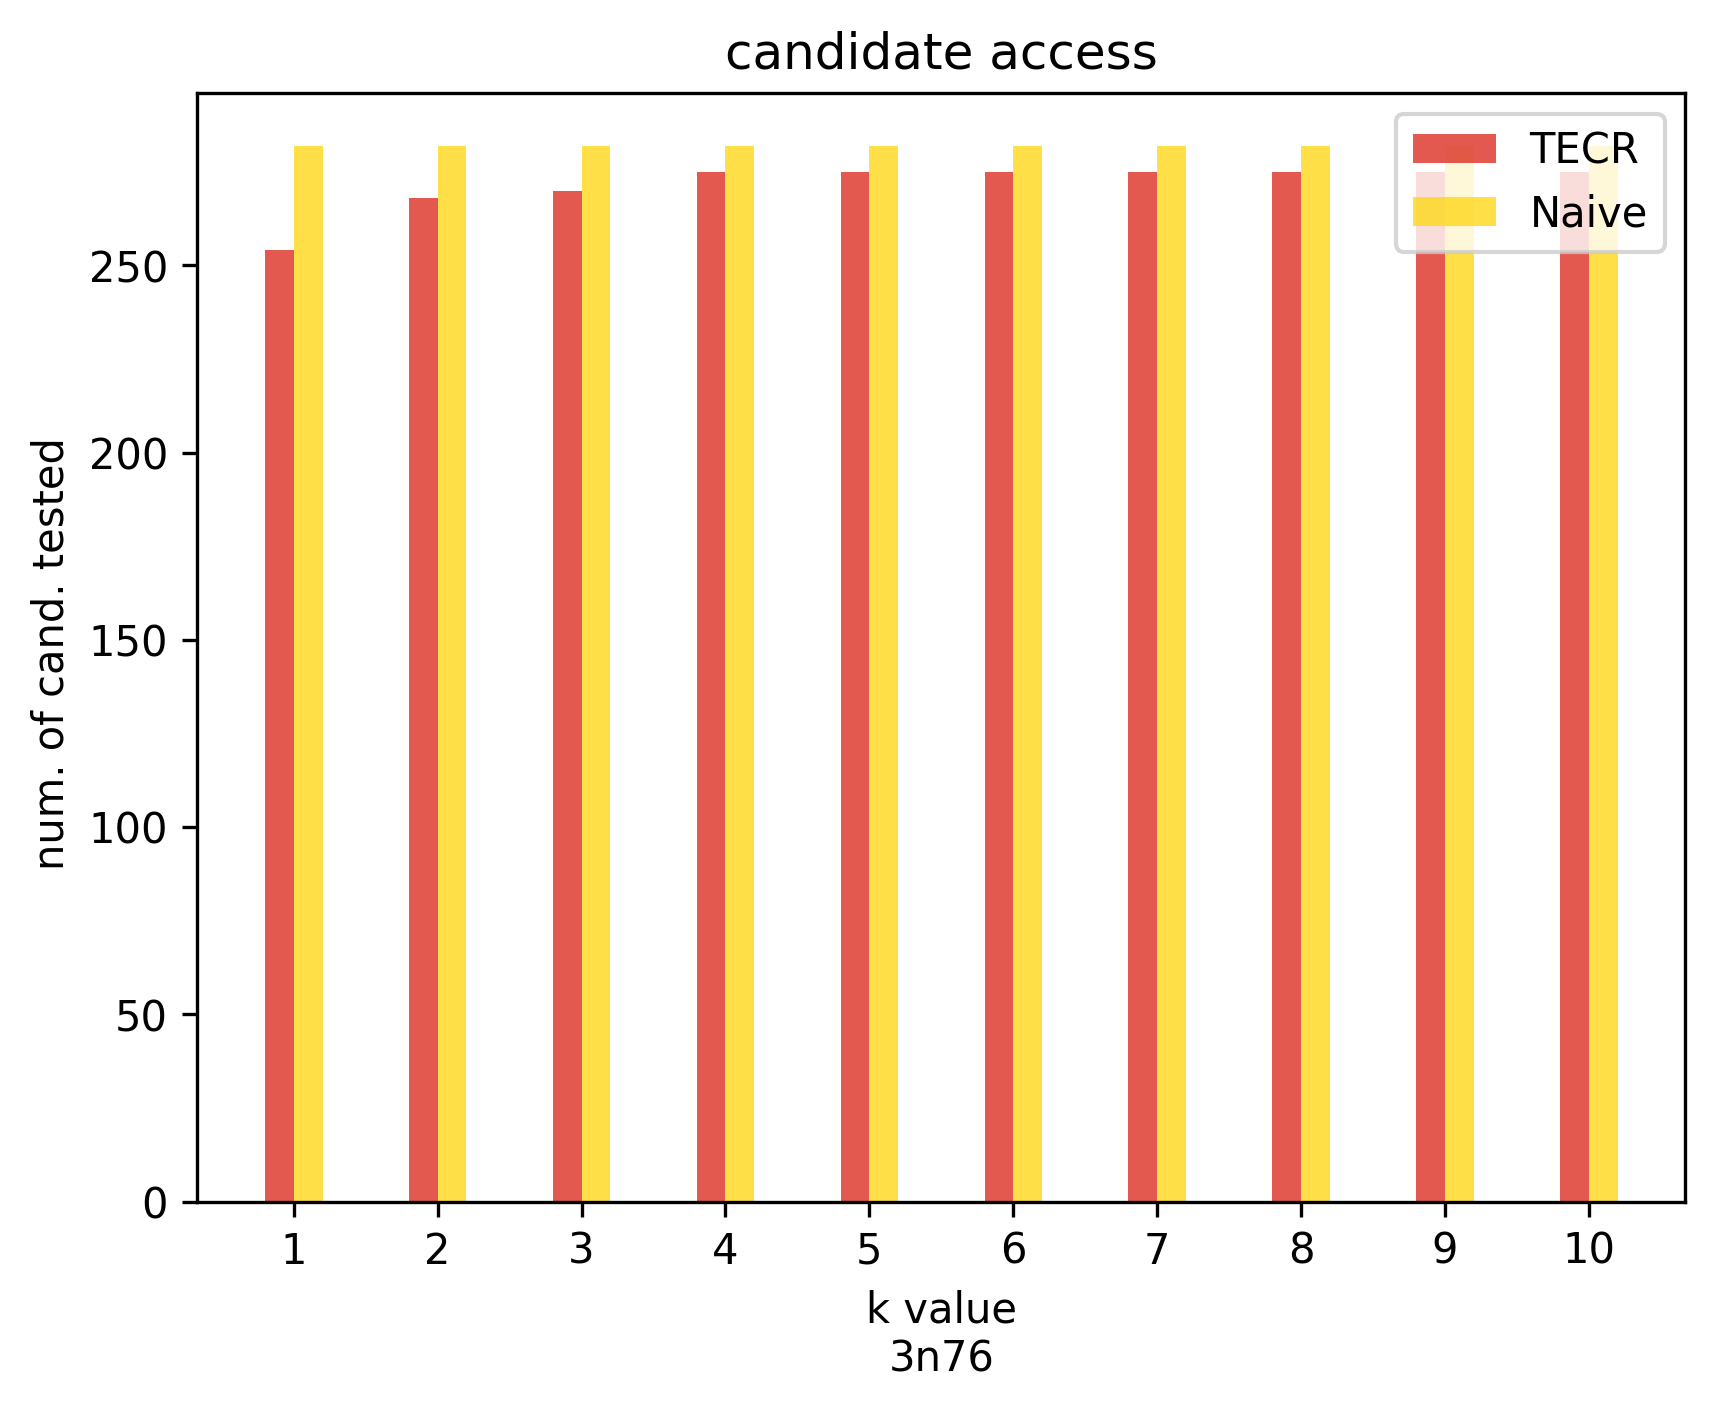 candidate access
TECR
Naive
num. of cand. tested
250
200
150
100
50
0
1 2 3 4 5 6 7 8 9 10
k value
3n76